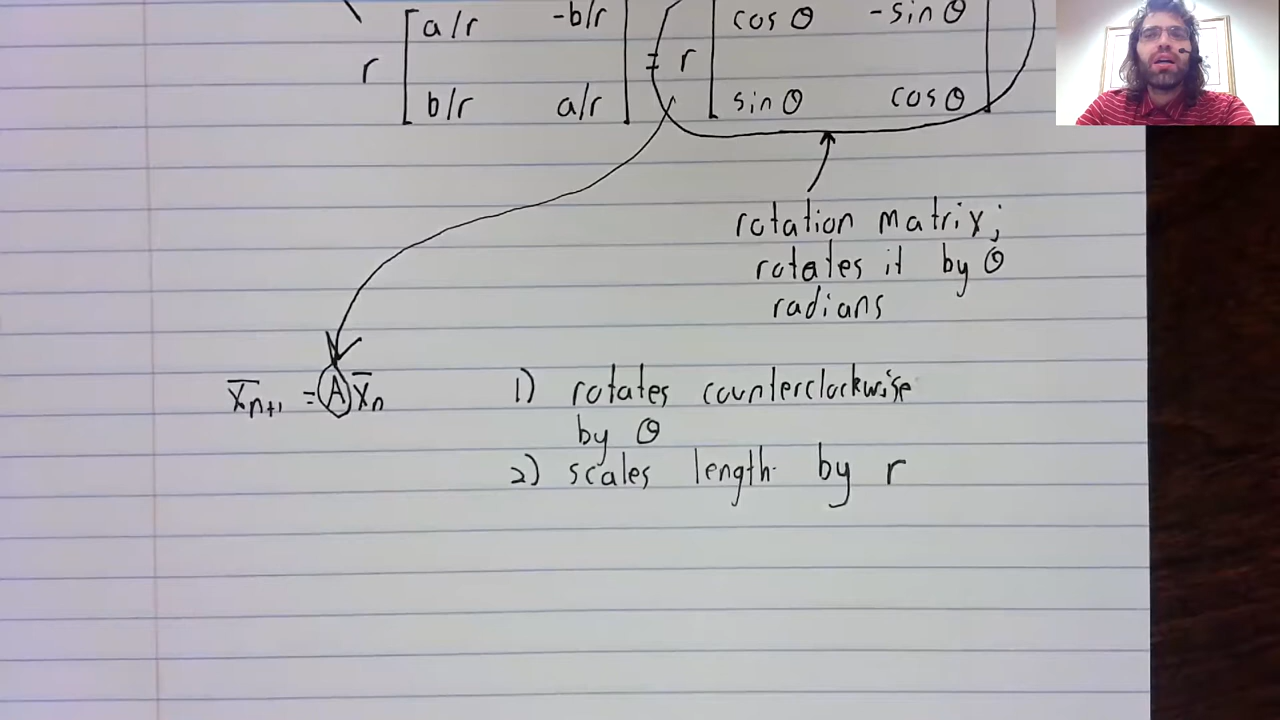 r [ a/r -b/r ] = r [ cos θ -sin θ ]
[ b/r a/r ] [ sin θ cos θ ]
rotation matrix;
rotates it by θ
radians
x̄ₙ₊₁ = A x̄ₙ
1) rotates counterclockwise
by θ
2) scales length by r